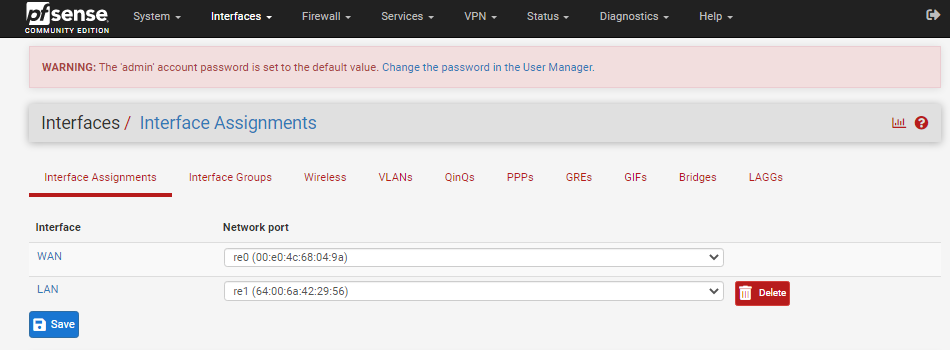 pfsense System Interfaces Firewall Services VPN Status Diagnostics Help
COMMUNITY EDITION
WARNING: The 'admin' account password is set to the default value. Change the password in the User Manager.
Interfaces / Interface Assignments
Interface Assignments Interface Groups Wireless VLANs QinQs PPPs GREs GIFs Bridges LAGGs
Interface Network port
WAN re0 (00:e0:4c:68:04:9a)
LAN re1 (64:00:6a:42:29:56) Delete
Save